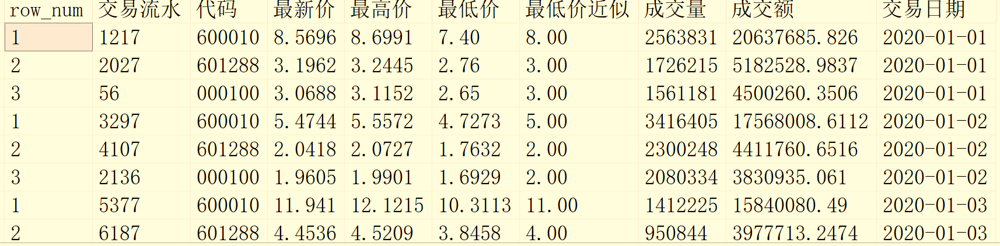 row_num 交易流水 代码 最新价 最高价 最低价 最低价近似 成交量 成交额 交易日期
1 1217 600010 8.5696 8.6991 7.40 8.00 2563831 20637685.826 2020-01-01
2 2027 601288 3.1962 3.2445 2.76 3.00 1726215 5182528.9837 2020-01-01
3 56 000100 3.0688 3.1152 2.65 3.00 1561181 4500260.3506 2020-01-01
1 3297 600010 5.4744 5.5572 4.7273 5.00 3416405 17568008.6112 2020-01-02
2 4107 601288 2.0418 2.0727 1.7632 2.00 2300248 4411760.6516 2020-01-02
3 2136 000100 1.9605 1.9901 1.6929 2.00 2080334 3830935.061 2020-01-02
1 5377 600010 11.941 12.1215 10.3113 11.00 1412225 15840080.49 2020-01-03
2 6187 601288 4.4536 4.5209 3.8458 4.00 950844 3977713.2474 2020-01-03